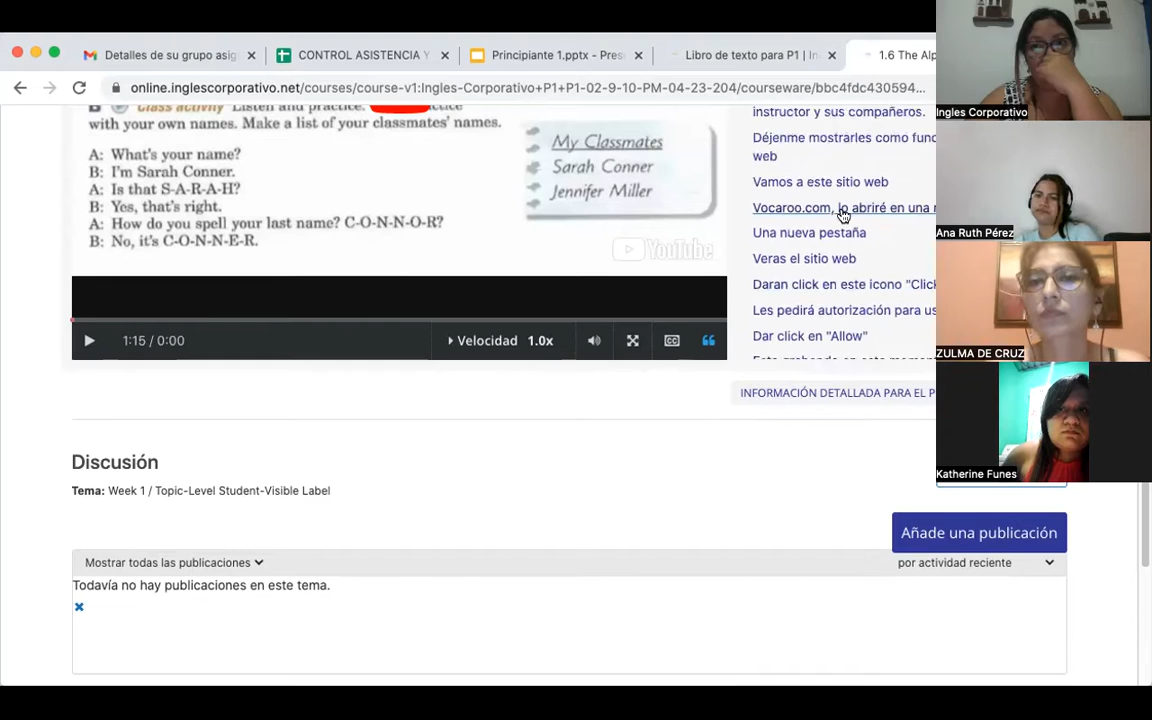 Detalles de su grupo asig
CONTROL ASISTENCIA Y
Principiante 1.pptx - Pres
Libro de texto para P1 | In
1.6 The Alp
online.inglescorporativo.net/courses/course-v1:Ingles-Corporativo+P1+P1-02-9-10-PM-04-23-204/courseware/bbc4fdc430594...
Class activity Listen and practice.
with your own names. Make a list of your classmates' names.
A: What's your name?
B: I'm Sarah Conner.
A: Is that S-A-R-A-H?
B: Yes, that's right.
A: How do you spell your last name? C-O-N-N-O-R?
B: No, it's C-O-N-N-E-R.
My Classmates
Sarah Conner
Jennifer Miller
YouTube
1:15 / 0:00
Velocidad 1.0x
CC
instructor y sus compañeros.
Déjenme mostrarles como func
web
Vamos a este sitio web
Vocaroo.com, lo abriré en una n
Una nueva pestaña
Veras el sitio web
Daran click en este icono "Click
Les pedirá autorización para us
Dar click en "Allow"
INFORMACIÓN DETALLADA PARA EL P
Discusión
Tema: Week 1 / Topic-Level Student-Visible Label
Añade una publicación
Mostrar todas las publicaciones
por actividad reciente
Todavía no hay publicaciones en este tema.
Ingles Corporativo
Ana Ruth Pérez
ZULMA DE CRUZ
Katherine Funes